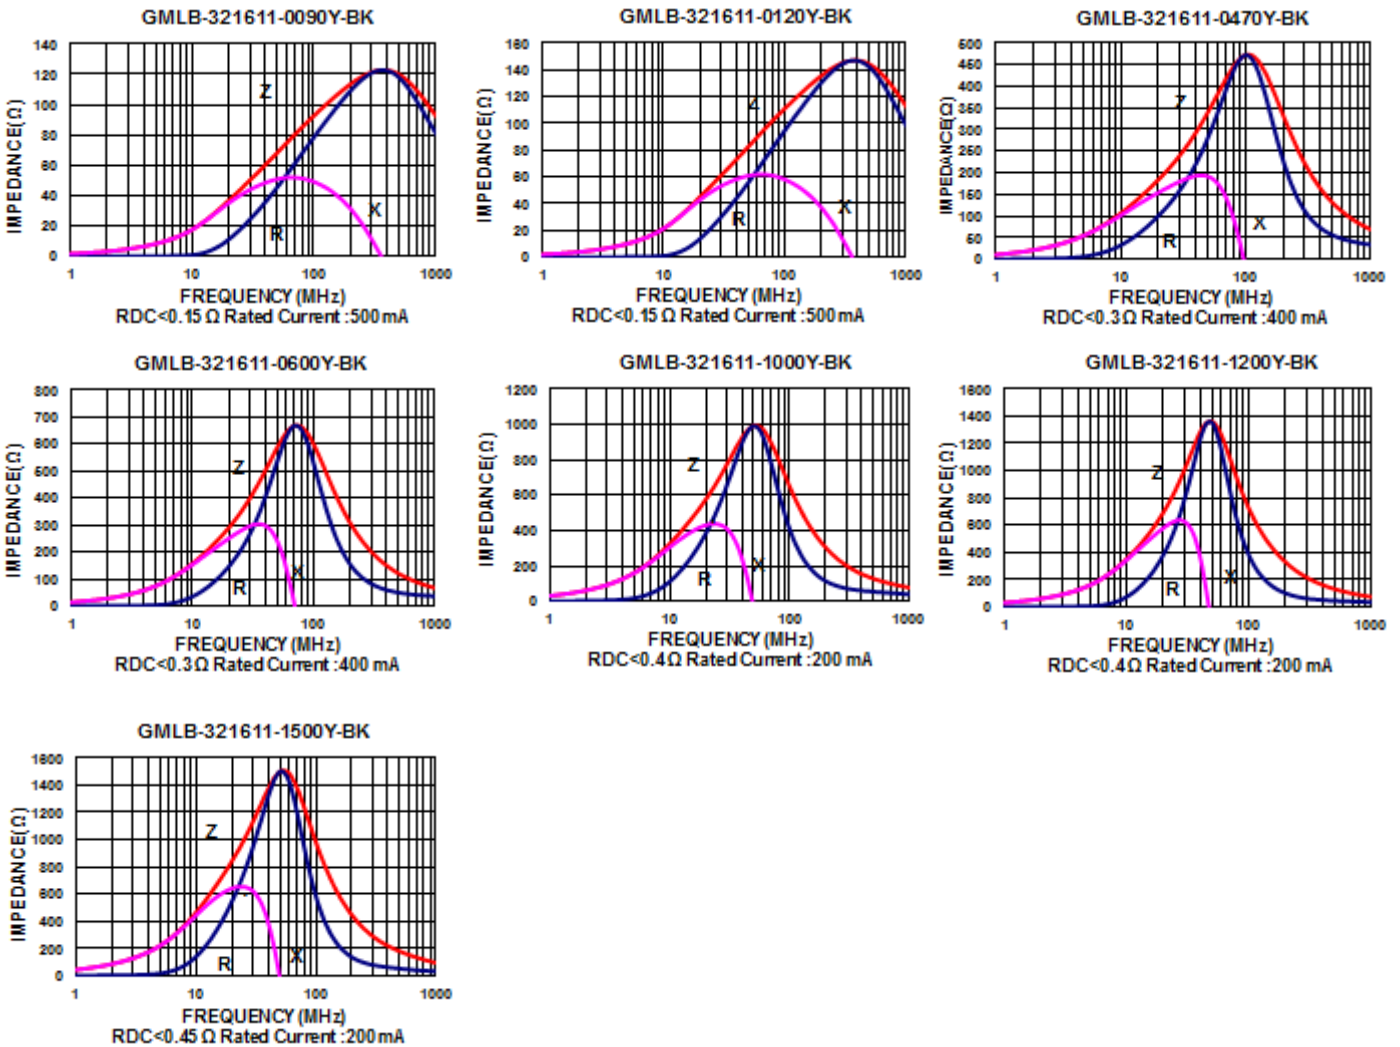 GMLB-321611-0090Y-BK
140
120
100
80
60
40
20
0
IMPEDANCE(Ω)
Z
X
R
1 10 100 1000
FREQUENCY (MHz)
RDC<0.15 Ω Rated Current :500 mA
GMLB-321611-0120Y-BK
160
140
120
100
80
60
40
20
0
IMPEDANCE(Ω)
Z
X
R
1 10 100 1000
FREQUENCY (MHz)
RDC<0.15 Ω Rated Current :500 mA
GMLB-321611-0470Y-BK
500
450
400
350
300
250
200
150
100
50
0
IMPEDANCE(Ω)
Z
X
R
1 10 100 1000
FREQUENCY (MHz)
RDC<0.3Ω Rated Current :400 mA
GMLB-321611-0600Y-BK
800
700
600
500
400
300
200
100
0
IMPEDANCE(Ω)
Z
X
R
1 10 100 1000
FREQUENCY (MHz)
RDC<0.3Ω Rated Current :400 mA
GMLB-321611-1000Y-BK
1200
1000
800
600
400
200
0
IMPEDANCE(Ω)
Z
X
R
1 10 100 1000
FREQUENCY (MHz)
RDC<0.4Ω Rated Current :200 mA
GMLB-321611-1200Y-BK
1600
1400
1200
1000
800
600
400
200
0
IMPEDANCE(Ω)
Z
X
R
1 10 100 1000
FREQUENCY (MHz)
RDC<0.4Ω Rated Current :200 mA
GMLB-321611-1500Y-BK
1600
1400
1200
1000
800
600
400
200
0
IMPEDANCE(Ω)
Z
X
R
1 10 100 1000
FREQUENCY (MHz)
RDC<0.45 Ω Rated Current :200 mA